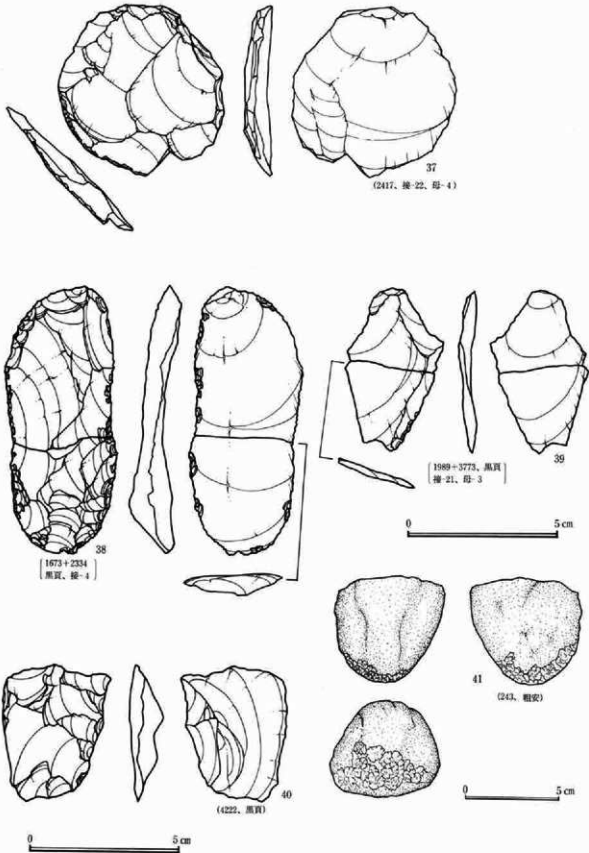 37
(2417、接-22、母-4)
38
1673+2334
黒頁、接-4
39
1989+3773、黒頁
接-21、母-3
0 5cm
40
(4222、黒頁)
0 5cm
41
(243、粗安)
0 5cm